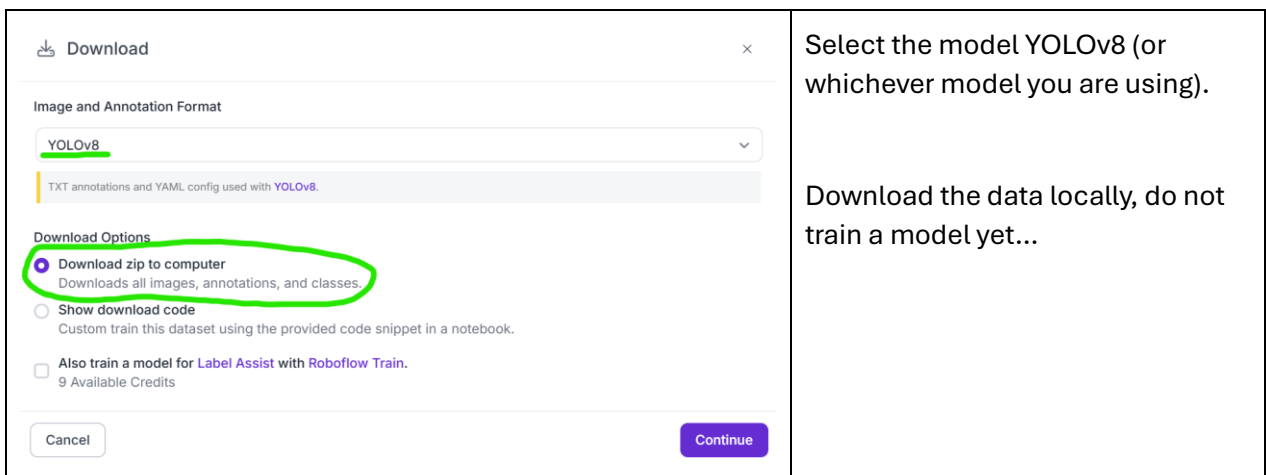 Download
Image and Annotation Format
YOLOv8
TXT annotations and YAML config used with YOLOv8.
Download Options
Download zip to computer
Downloads all images, annotations, and classes.
Show download code
Custom train this dataset using the provided code snippet in a notebook.
Also train a model for Label Assist with Roboflow Train.
9 Available Credits
Cancel
Continue
Select the model YOLOv8 (or
whichever model you are using).
Download the data locally, do not
train a model yet...